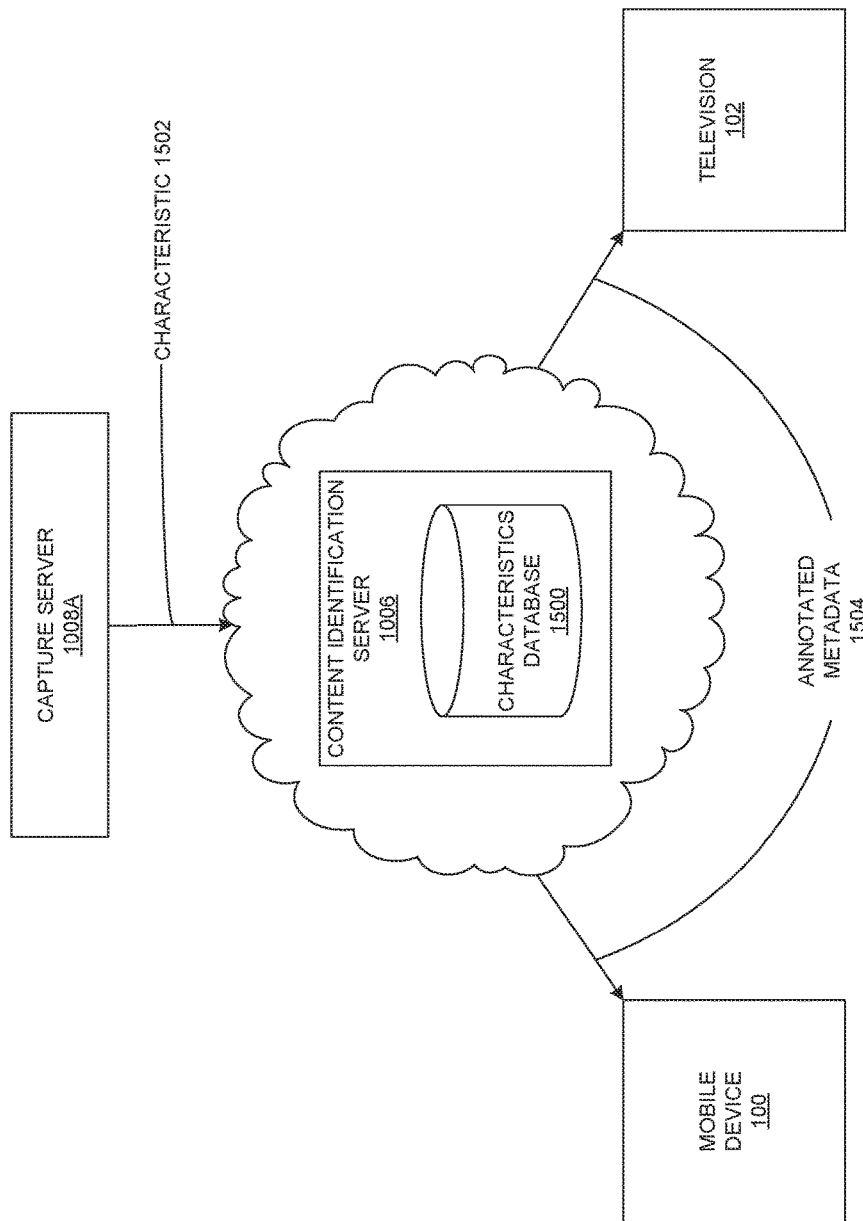 CAPTURE SERVER
1008A
CHARACTERISTIC 1502
CONTENT IDENTIFICATION
SERVER
1006
CHARACTERISTICS
DATABASE
1500
MOBILE
DEVICE
100
TELEVISION
102
ANNOTATED
METADATA
1504